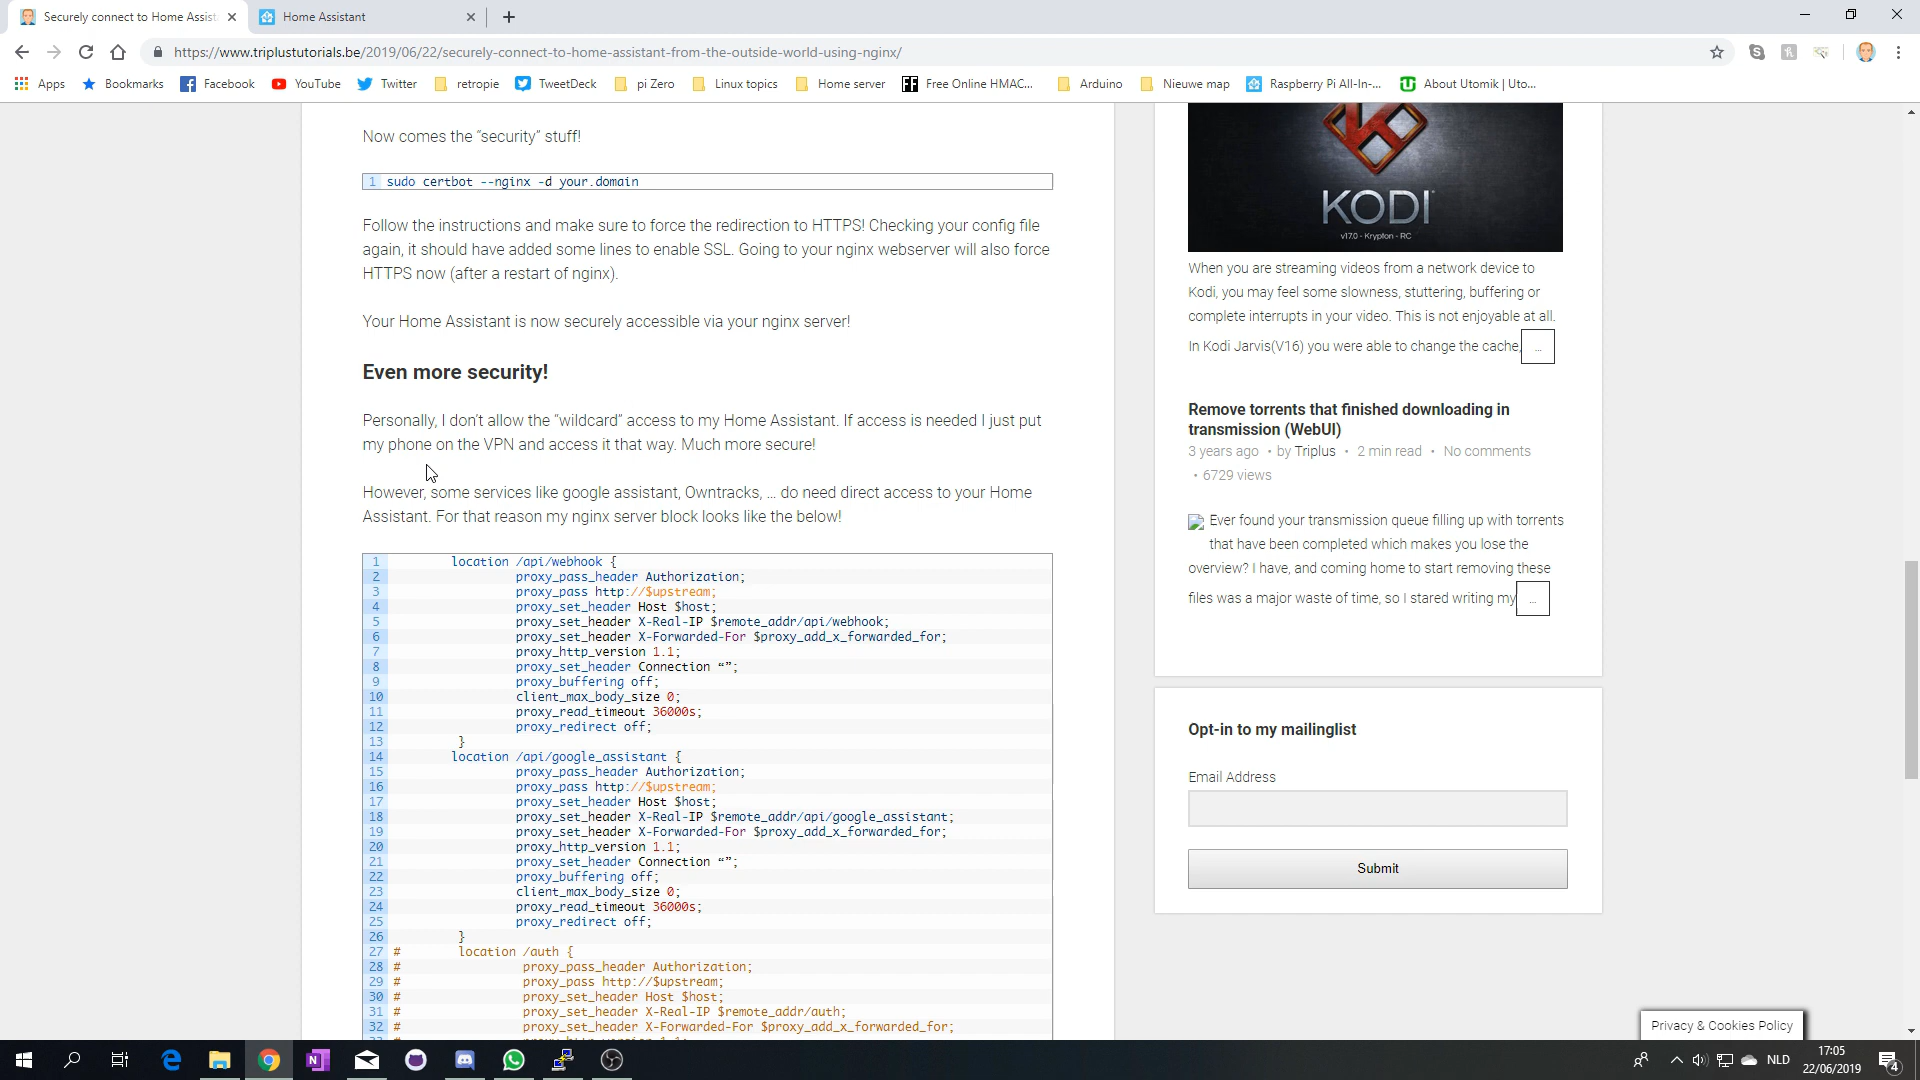 Securely connect to Home Assist
Home Assistant
https://www.triplustutorials.be/2019/06/22/securely-connect-to-home-assistant-from-the-outside-world-using-nginx/
Apps Bookmarks Facebook YouTube Twitter retropie TweetDeck pi Zero Linux topics Home server Free Online HMAC... Arduino Nieuwe map Raspberry Pi All-In-... About Utomik | Uto...
Now comes the “security” stuff!
1 sudo certbot --nginx -d your.domain
Follow the instructions and make sure to force the redirection to HTTPS! Checking your config file
again, it should have added some lines to enable SSL. Going to your nginx webserver will also force
HTTPS now (after a restart of nginx).
Your Home Assistant is now securely accessible via your nginx server!
Even more security!
Personally, I don’t allow the “wildcard” access to my Home Assistant. If access is needed I just put
my phone on the VPN and access it that way. Much more secure!
However, some services like google assistant, Owntracks, … do need direct access to your Home
Assistant. For that reason my nginx server block looks like the below!
1 location /api/webhook {
2 proxy_pass_header Authorization;
3 proxy_pass http://$upstream;
4 proxy_set_header Host $host;
5 proxy_set_header X-Real-IP $remote_addr/api/webhook;
6 proxy_set_header X-Forwarded-For $proxy_add_x_forwarded_for;
7 proxy_http_version 1.1;
8 proxy_set_header Connection “”;
9 proxy_buffering off;
10 client_max_body_size 0;
11 proxy_read_timeout 36000s;
12 proxy_redirect off;
13 }
14 location /api/google_assistant {
15 proxy_pass_header Authorization;
16 proxy_pass http://$upstream;
17 proxy_set_header Host $host;
18 proxy_set_header X-Real-IP $remote_addr/api/google_assistant;
19 proxy_set_header X-Forwarded-For $proxy_add_x_forwarded_for;
20 proxy_http_version 1.1;
21 proxy_set_header Connection “”;
22 proxy_buffering off;
23 client_max_body_size 0;
24 proxy_read_timeout 36000s;
25 proxy_redirect off;
26 }
27 # location /auth {
28 # proxy_pass_header Authorization;
29 # proxy_pass http://$upstream;
30 # proxy_set_header Host $host;
31 # proxy_set_header X-Real-IP $remote_addr/auth;
32 # proxy_set_header X-Forwarded-For $proxy_add_x_forwarded_for;
KODI
v17.0 - Krypton - RC
When you are streaming videos from a network device to
Kodi, you may feel some slowness, stuttering, buffering or
complete interrupts in your video. This is not enjoyable at all.
In Kodi Jarvis(V16) you were able to change the cache, ...
Remove torrents that finished downloading in
transmission (WebUI)
3 years ago • by Triplus • 2 min read • No comments
• 6729 views
Ever found your transmission queue filling up with torrents
that have been completed which makes you lose the
overview? I have, and coming home to start removing these
files was a major waste of time, so I stared writing my ...
Opt-in to my mailinglist
Email Address
Submit
Privacy & Cookies Policy
NLD
17:05
22/06/2019
4